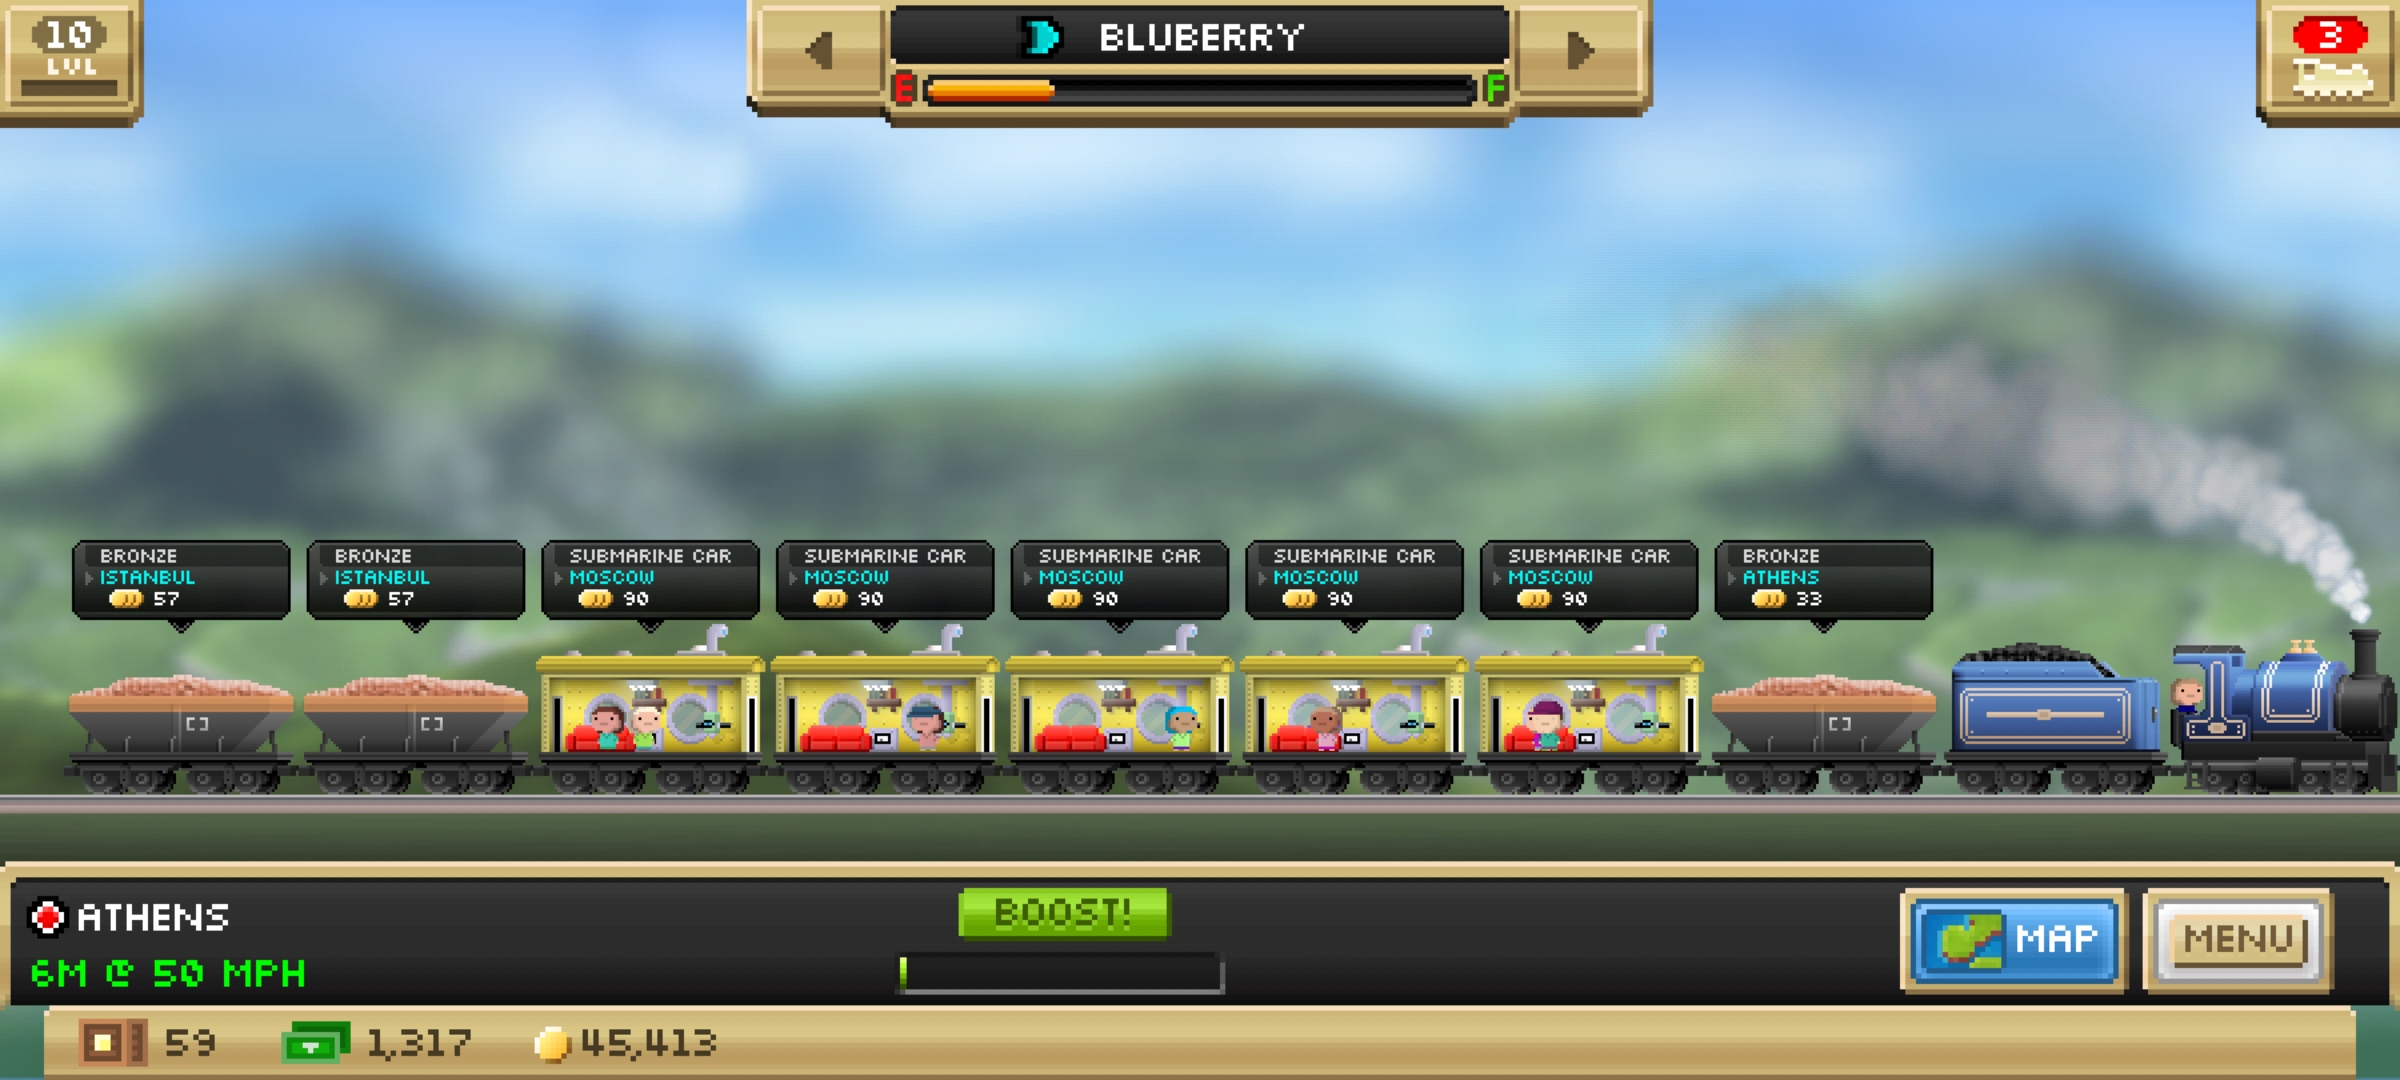 10
LVL
BLUBERRY
E
F
3
BRONZE
ISTANBUL
57
BRONZE
ISTANBUL
57
SUBMARINE CAR
MOSCOW
90
SUBMARINE CAR
MOSCOW
90
SUBMARINE CAR
MOSCOW
90
SUBMARINE CAR
MOSCOW
90
SUBMARINE CAR
MOSCOW
90
BRONZE
ATHENS
33
ATHENS
6M @ 50 MPH
BOOST!
MAP
MENU
59
1,317
45,413